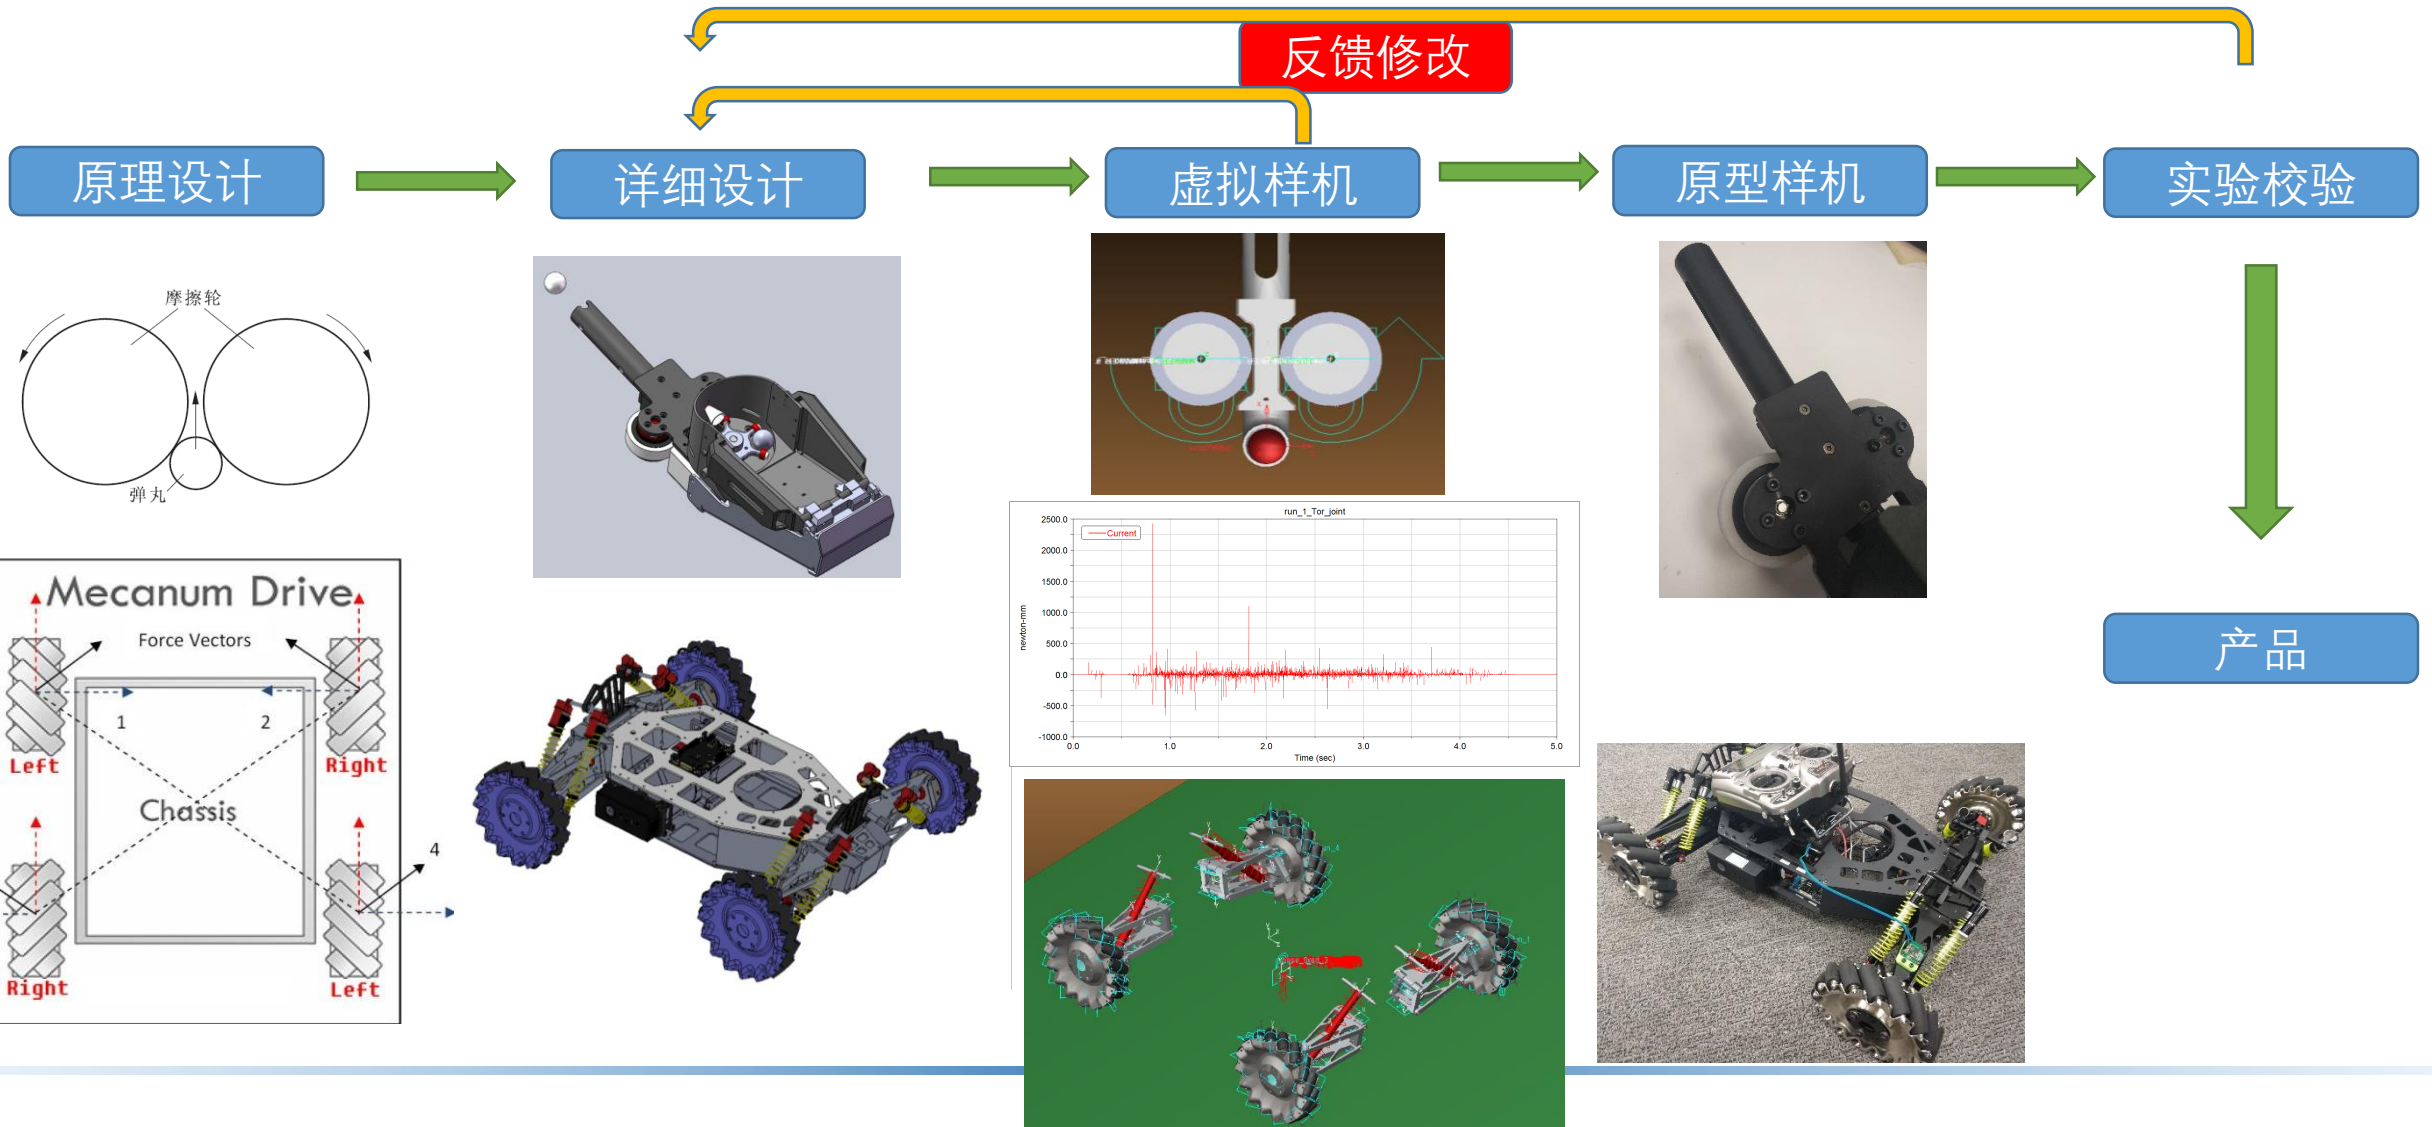 反馈修改
原理设计
详细设计
虚拟样机
原型样机
实验校验
摩擦轮
弹丸
Mecanum Drive
Force Vectors
1
2
Left
Right
Chassis
4
Right
Left
run_1_Tor_joint
Current
2500.0
2000.0
1500.0
1000.0
500.0
0.0
-500.0
-1000.0
newton-mm
0.0 1.0 2.0 3.0 4.0 5.0
Time (sec)
产品